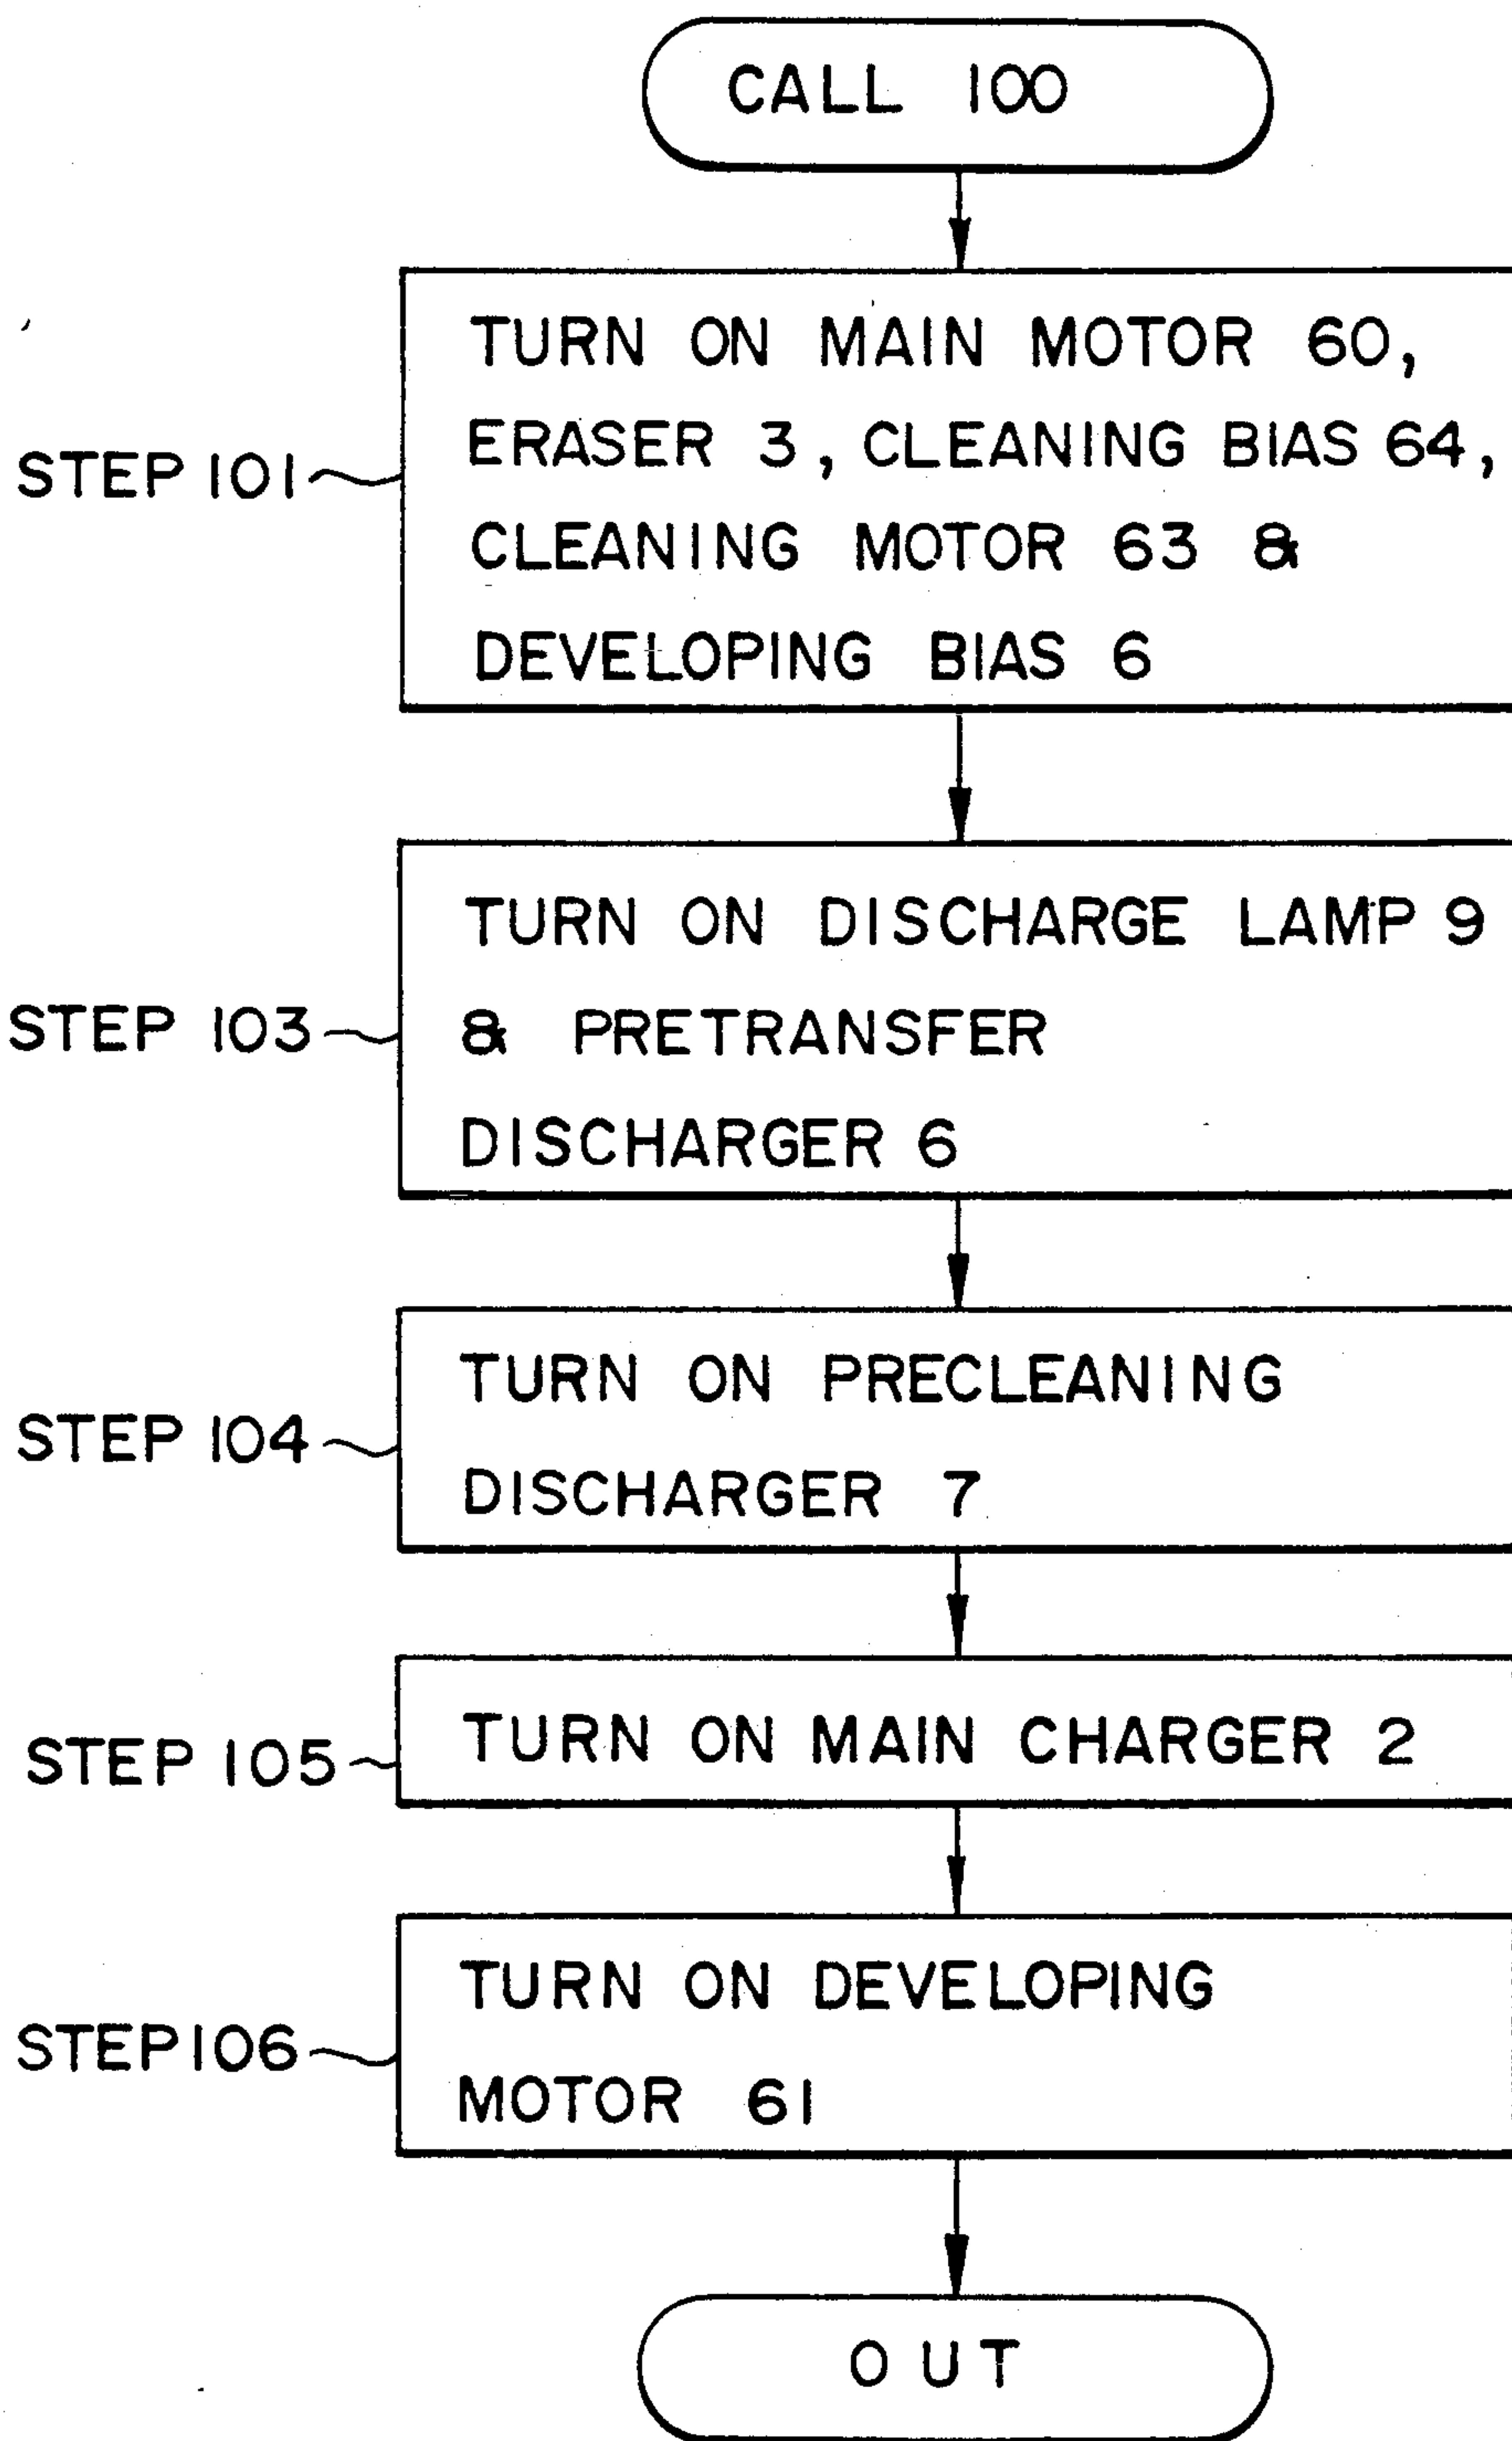 CALL 100
TURN ON MAIN MOTOR 60,
ERASER 3, CLEANING BIAS 64,
STEP 101
CLEANING MOTOR 63 &
DEVELOPING BIAS 6
TURN ON DISCHARGE LAMP 9
STEP 103
& PRETRANSFER
DISCHARGER 6
TURN ON PRECLEANING
STEP 104
DISCHARGER 7
STEP 105
TURN ON MAIN CHARGER 2
TURN ON DEVELOPING
STEP 106
MOTOR 61
OUT